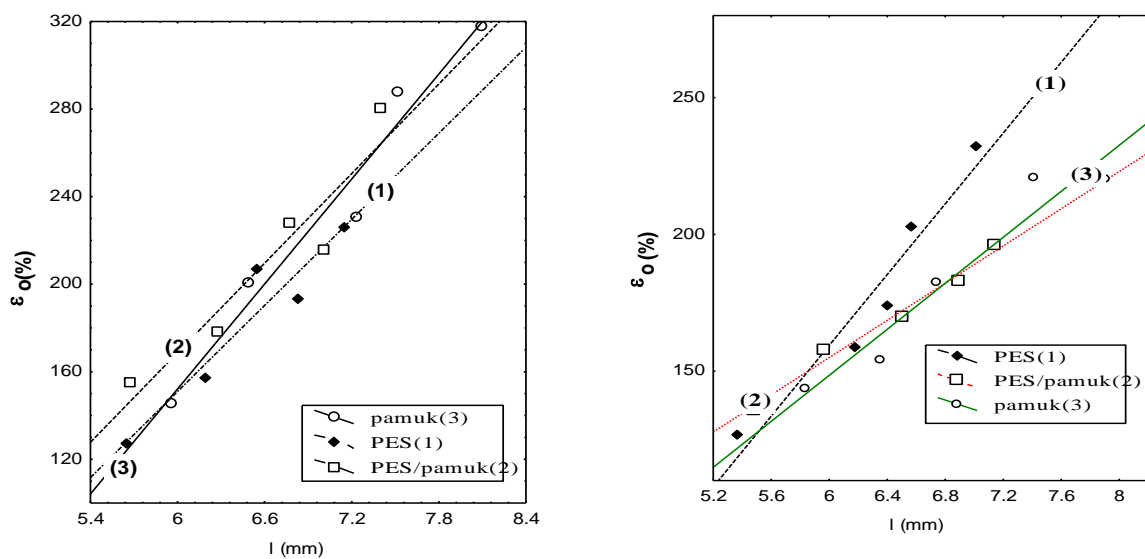 320
280
240
200
160
120
ε o(%)
(1)
(2)
(3)
pamuk(3)
PES(1)
PES/pamuk(2)
5.4 6 6.6 7.2 7.8 8.4
l (mm)
250
200
150
ε o(%)
(1)
(3)
(2)
PES(1)
PES/pamuk(2)
pamuk(3)
5.2 5.6 6 6.4 6.8 7.2 7.6 8
l (mm)